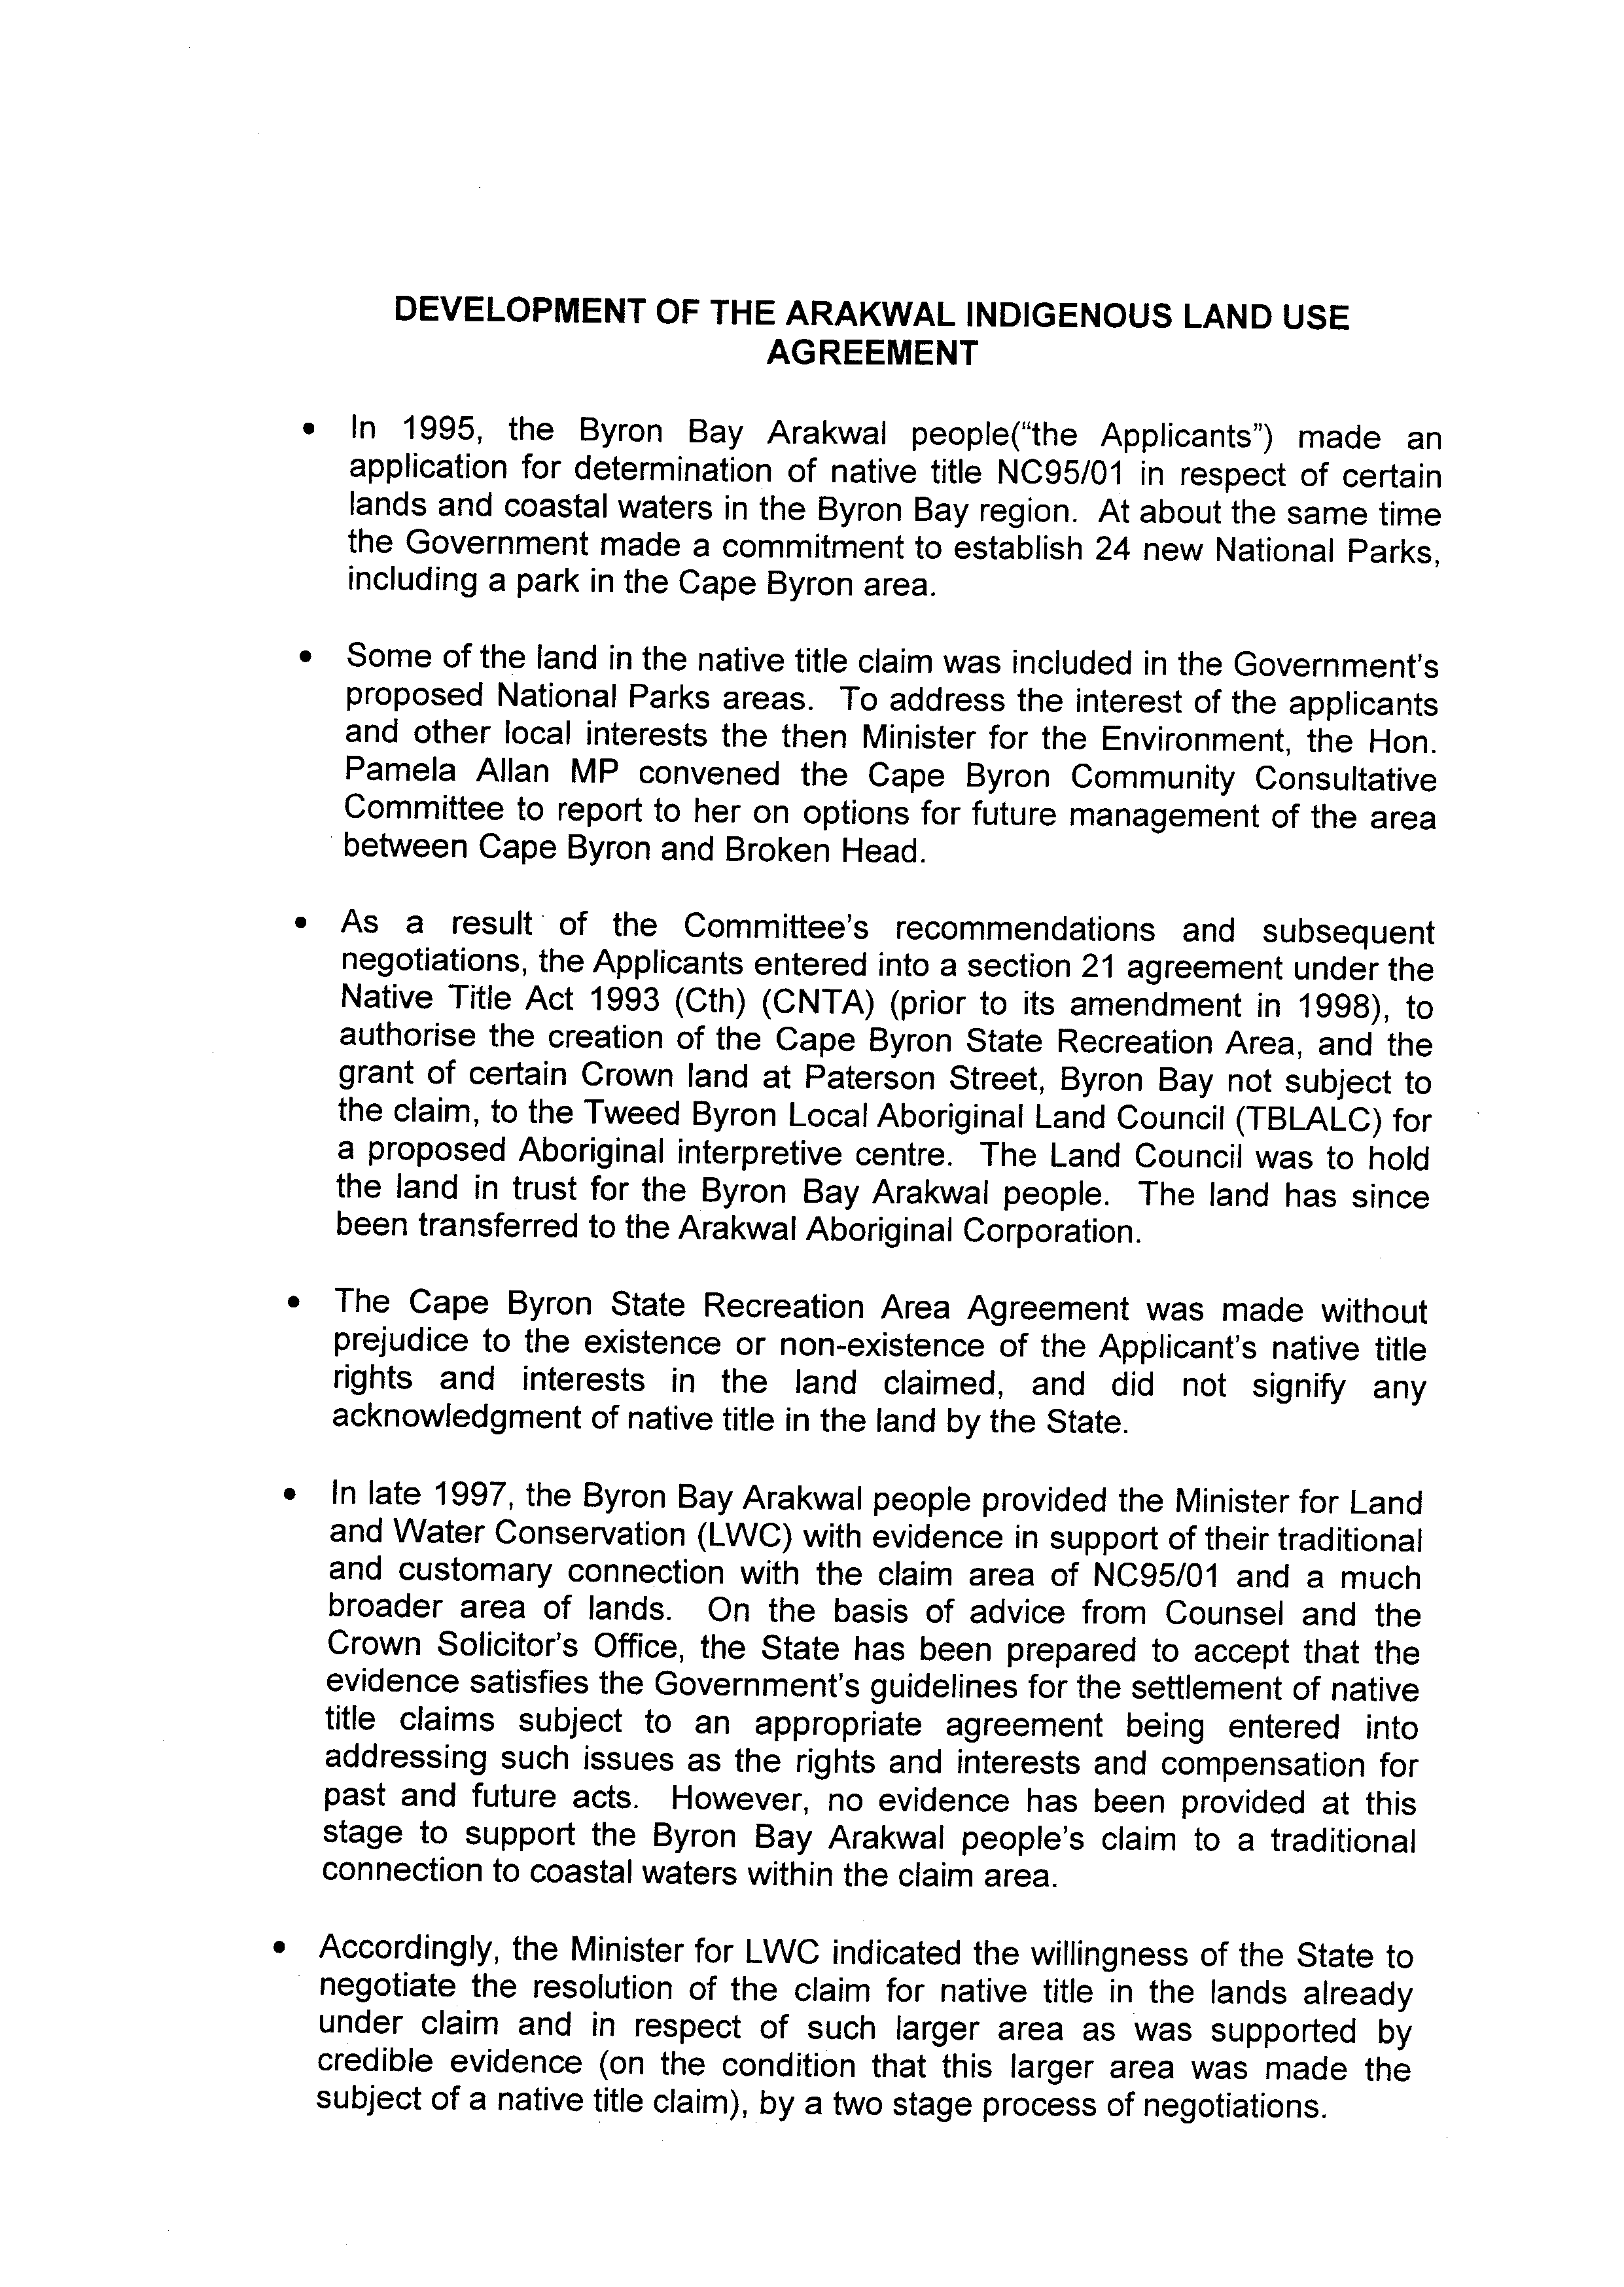 DEVELOPMENT OF THE ARAKWAL INDIGENOUS LAND USE
AGREEMENT
• In 1995, the Byron Bay Arakwal people("the Applicants") made an
application for determination of native title NC95/01 in respect of certain
lands and coastal waters in the Byron Bay region. At about the same time
the Government made a commitment to establish 24 new National Parks,
including a park in the Cape Byron area.
• Some of the land in the native title claim was included in the Government's
proposed National Parks areas. To address the interest of the applicants
and other local interests the then Minister for the Environment, the Hon.
Pamela Allan MP convened the Cape Byron Community Consultative
Committee to report to her on options for future management of the area
between Cape Byron and Broken Head.
• As a result of the Committee's recommendations and subsequent
negotiations, the Applicants entered into a section 21 agreement under the
Native Title Act 1993 (Cth) (CNTA) (prior to its amendment in 1998), to
authorise the creation of the Cape Byron State Recreation Area, and the
grant of certain Crown land at Paterson Street, Byron Bay not subject to
the claim, to the Tweed Byron Local Aboriginal Land Council (TBLALC) for
a proposed Aboriginal interpretive centre. The Land Council was to hold
the land in trust for the Byron Bay Arakwal people. The land has since
been transferred to the Arakwal Aboriginal Corporation.
• The Cape Byron State Recreation Area Agreement was made without
prejudice to the existence or non-existence of the Applicant's native title
rights and interests in the land claimed, and did not signify any
acknowledgment of native title in the land by the State.
• In late 1997, the Byron Bay Arakwal people provided the Minister for Land
and Water Conservation (LWC) with evidence in support of their traditional
and customary connection with the claim area of NC95/01 and a much
broader area of lands. On the basis of advice from Counsel and the
Crown Solicitor's Office, the State has been prepared to accept that the
evidence satisfies the Government's guidelines for the settlement of native
title claims subject to an appropriate agreement being entered into
addressing such issues as the rights and interests and compensation for
past and future acts. However, no evidence has been provided at this
stage to support the Byron Bay Arakwal people's claim to a traditional
connection to coastal waters within the claim area.
• Accordingly, the Minister for LWC indicated the willingness of the State to
negotiate the resolution of the claim for native title in the lands already
under claim and in respect of such larger area as was supported by
credible evidence (on the condition that this larger area was made the
subject of a native title claim), by a two stage process of negotiations.